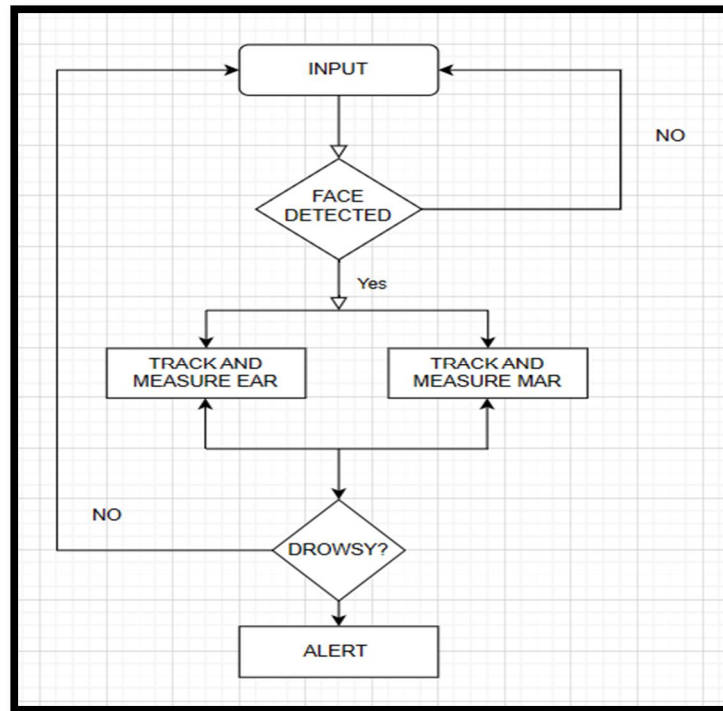 INPUT
NO
FACE
DETECTED
Yes
TRACK AND
MEASURE EAR
TRACK AND
MEASURE MAR
NO
DROWSY?
ALERT